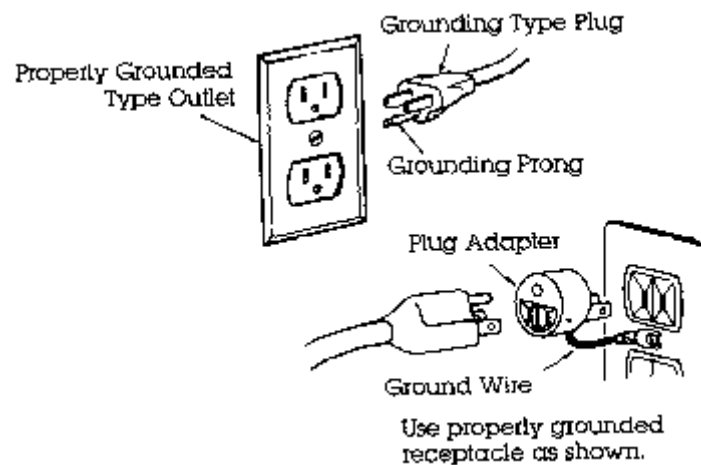 Grounding Type Plug
Properly Grounded
Type Outlet
Grounding Prong
Plug Adapter
Ground Wire
Use properly grounded
receptacle as shown.